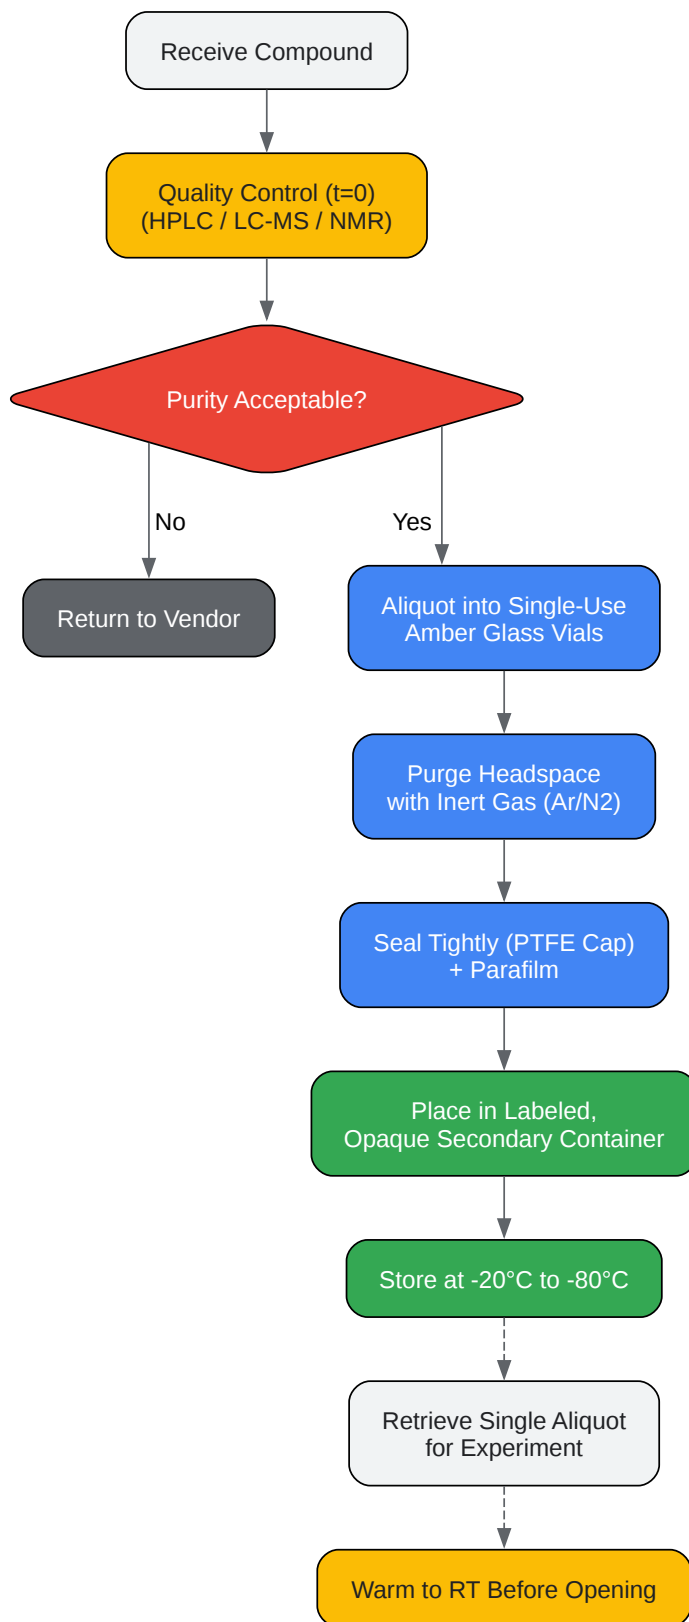 Receive Compound
Quality Control (t=0)
(HPLC / LC-MS / NMR)
Purity Acceptable?
No
Yes
Return to Vendor
Aliquot into Single-Use
Amber Glass Vials
Purge Headspace
with Inert Gas (Ar/N2)
Seal Tightly (PTFE Cap)
+ Parafilm
Place in Labeled,
Opaque Secondary Container
Store at -20°C to -80°C
Retrieve Single Aliquot
for Experiment
Warm to RT Before Opening